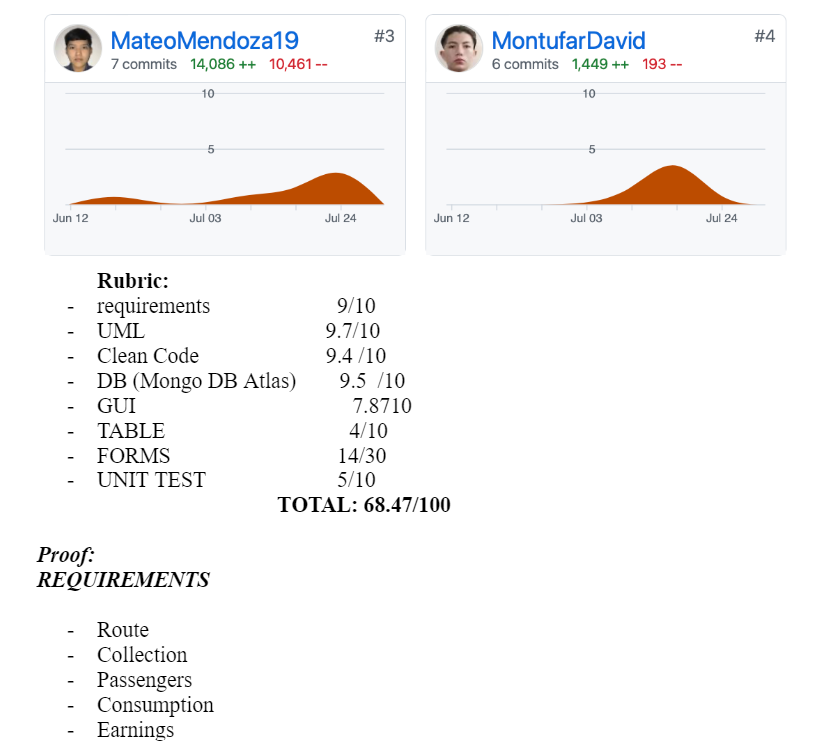 MateoMendoza19 #3
7 commits 14,086 ++ 10,461 --
10
5
Jun 12 Jul 03 Jul 24
MontufarDavid #4
6 commits 1,449 ++ 193 --
10
5
Jun 12 Jul 03 Jul 24
Rubric:
- requirements 9/10
- UML 9.7/10
- Clean Code 9.4 /10
- DB (Mongo DB Atlas) 9.5 /10
- GUI 7.8710
- TABLE 4/10
- FORMS 14/30
- UNIT TEST 5/10
TOTAL: 68.47/100
Proof:
REQUIREMENTS
- Route
- Collection
- Passengers
- Consumption
- Earnings